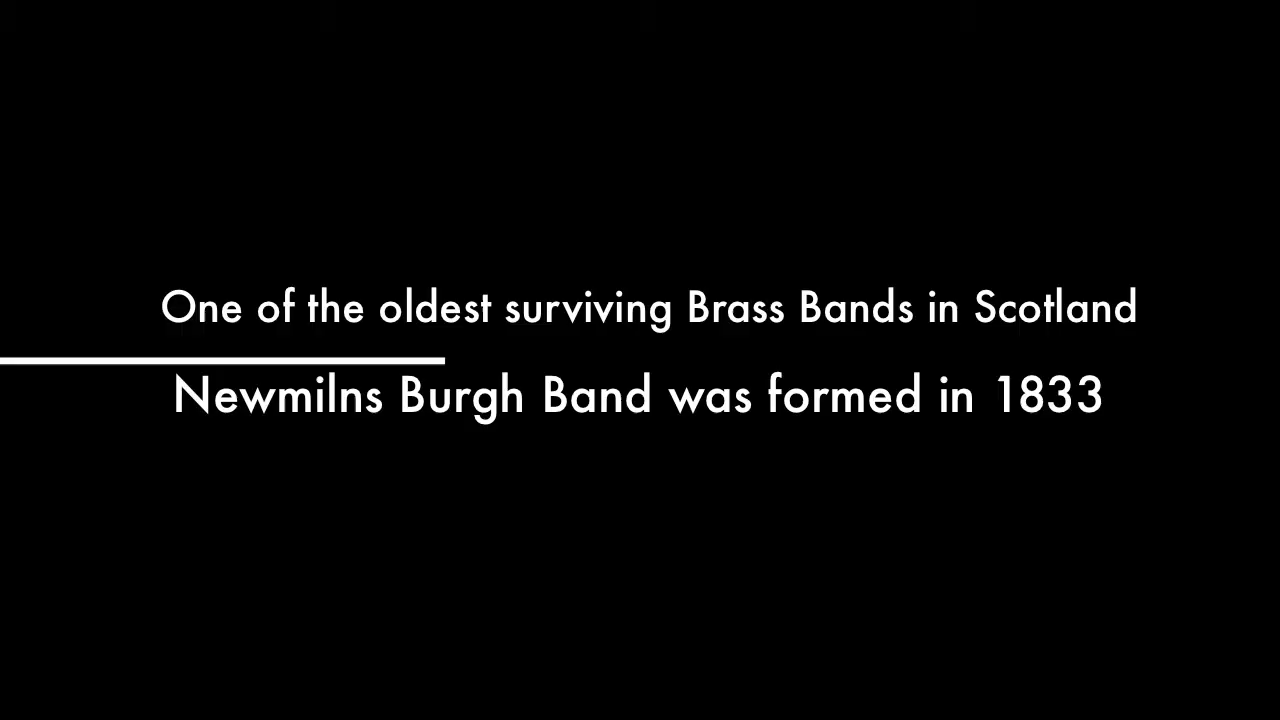 One of the oldest surviving Brass Bands in Scotland
Newmilns Burgh Band was formed in 1833